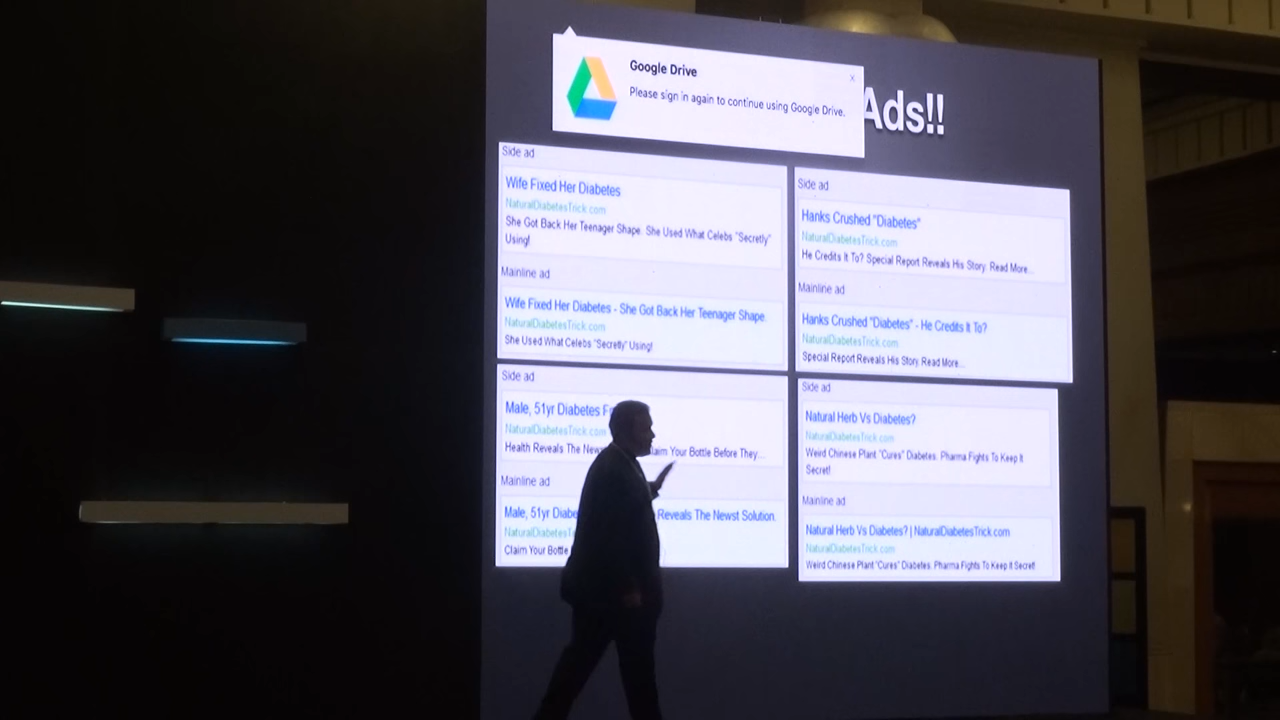 Google Drive
Please sign in again to continue using Google Drive.
Ads!!
Side ad
Wife Fixed Her Diabetes
NaturalDiabetesTrick.com
She Got Back Her Teenager Shape. She Used What Celebs "Secretly"
Using!
Mainline ad
Wife Fixed Her Diabetes - She Got Back Her Teenager Shape.
NaturalDiabetesTrick.com
She Used What Celebs "Secretly" Using!
Side ad
Hanks Crushed "Diabetes"
NaturalDiabetesTrick.com
He Credits It To? Special Report Reveals His Story. Read More...
Mainline ad
Hanks Crushed "Diabetes" - He Credits It To?
NaturalDiabetesTrick.com
Special Report Reveals His Story. Read More...
Side ad
Male, 51yr Diabetes
NaturalDiabetesTrick.com
Health Reveals The Claim Your Bottle Before They...
Mainline ad
Male, 51yr Reveals The Newst Solution.
Claim Your Bottle
Side ad
Natural Herb Vs Diabetes?
NaturalDiabetesTrick.com
Weird Chinese Plant "Cures" Diabetes. Pharma Fights To Keep It
Secret!
Mainline ad
Natural Herb Vs Diabetes? | NaturalDiabetesTrick.com
NaturalDiabetesTrick.com
Weird Chinese Plant "Cures" Diabetes. Pharma Fights To Keep It Secret!